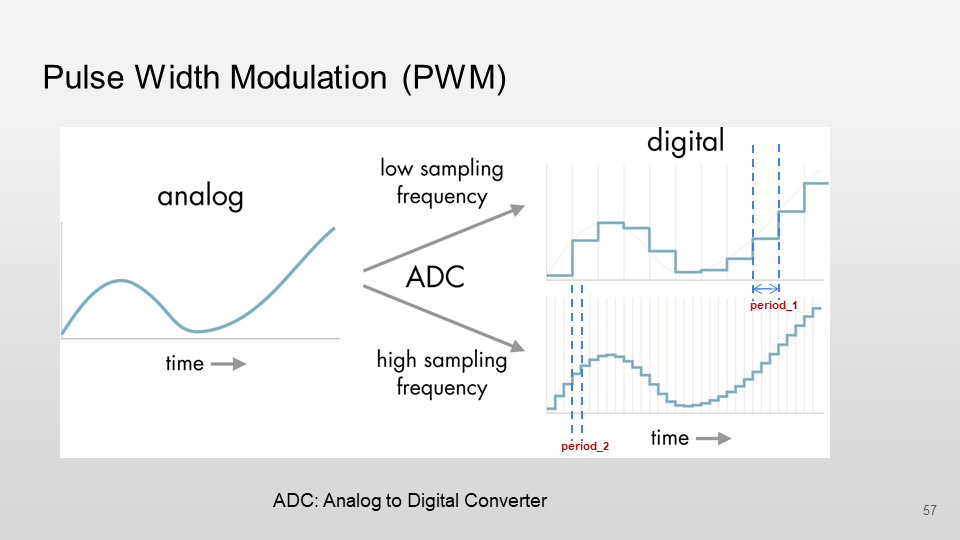 Pulse Width Modulation (PWM)
analog
time
low sampling
frequency
ADC
high sampling
frequency
digital
period_1
period_2
time
ADC: Analog to Digital Converter
57